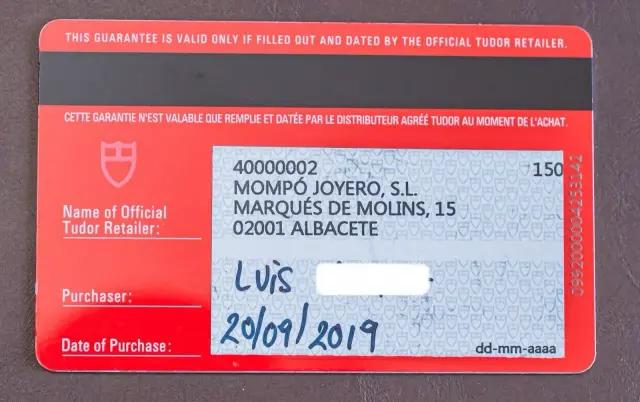 THIS GUARANTEE IS VALID ONLY IF FILLED OUT AND DATED BY THE OFFICIAL TUDOR RETAILER.
CETTE GARANTIE N'EST VALABLE QUE REMPLIE ET DATÉE PAR LE DISTRIBUTEUR AGRÉÉ TUDOR AU MOMENT DE L'ACHAT.
40000002 150
MOMPÓ JOYERO, S.L.
MARQUÉS DE MOLINS, 15
02001 ALBACETE
Name of Official
Tudor Retailer:
Purchaser: Luis
Date of Purchase: 20/09/2019
dd-mm-aaaa
0992000004253142